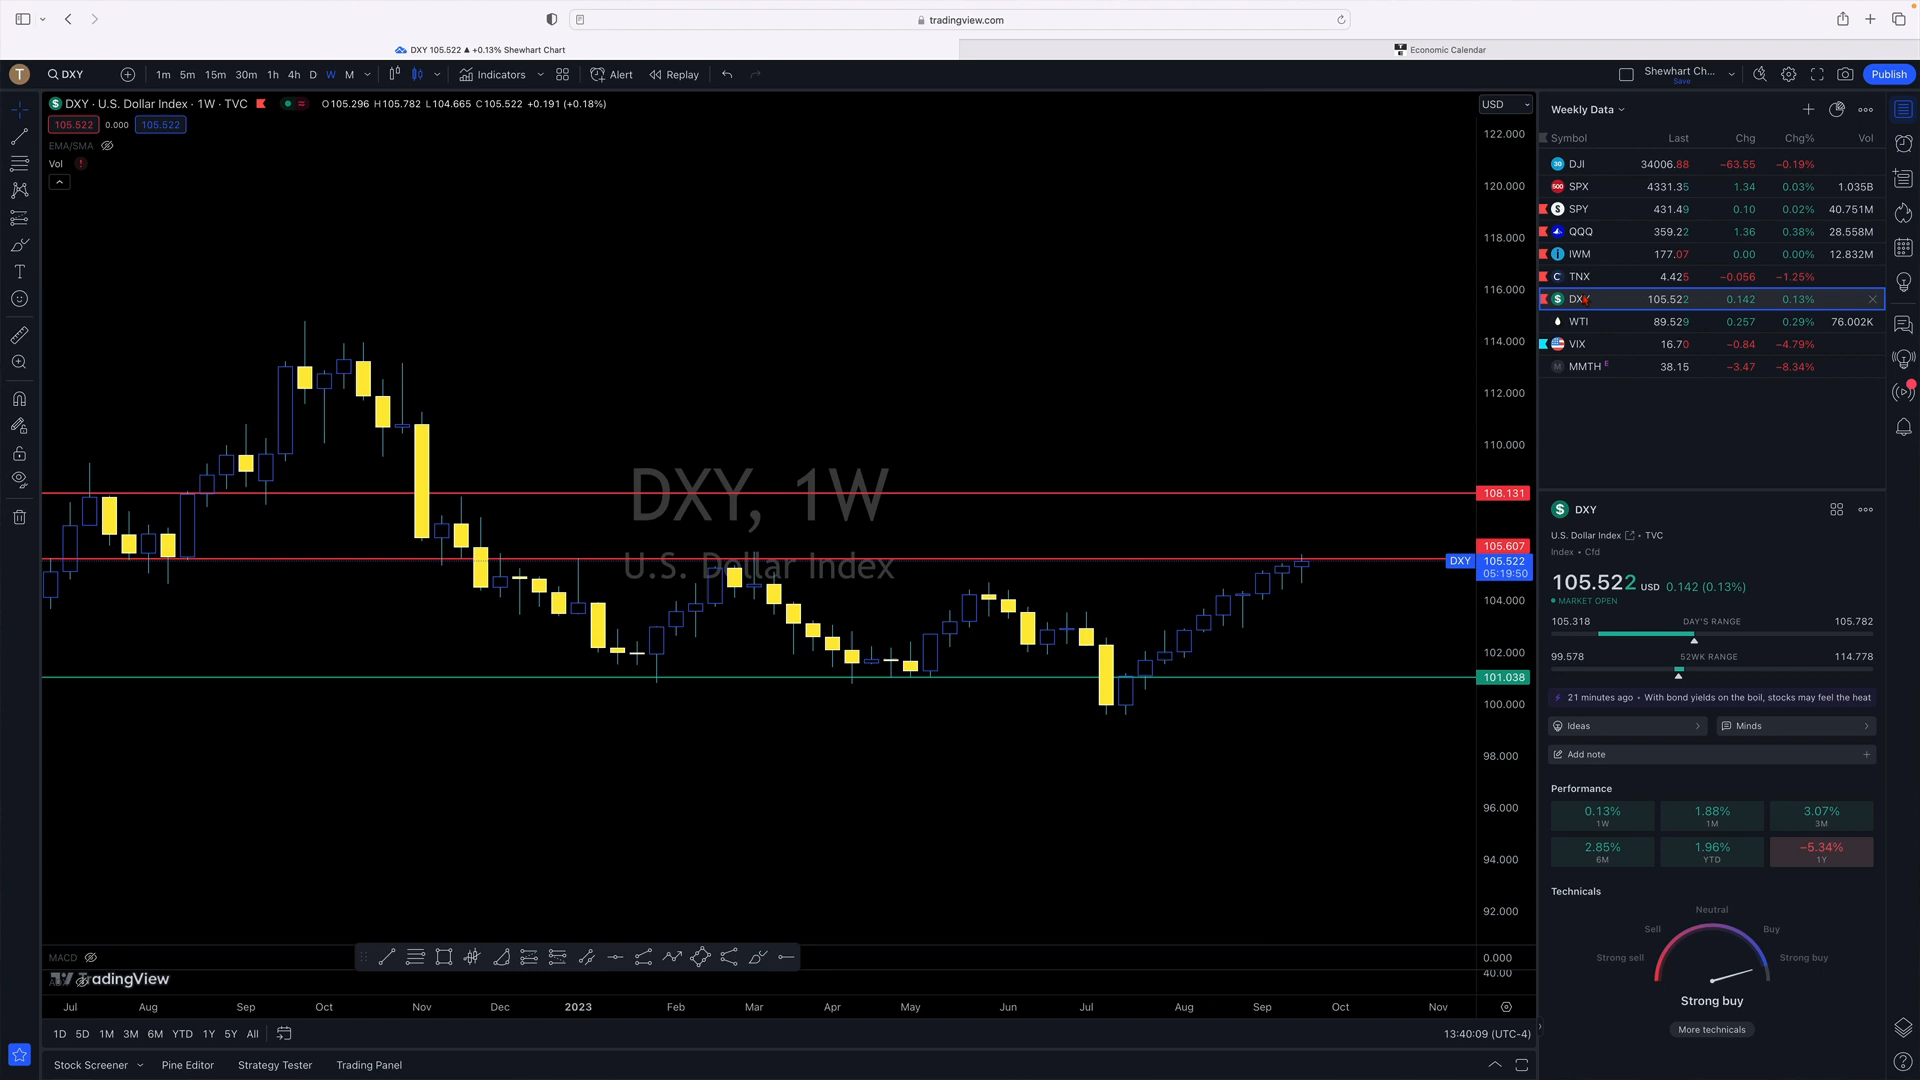 tradingview.com
DXY 105.522 ▲ +0.13% Shewhart Chart
Economic Calendar
T
DXY
1m 5m 15m 30m 1h 4h D W M
Indicators
Alert
Replay
Shewhart Ch...
Save
Publish
DXY · U.S. Dollar Index · 1W · TVC
O105.296 H105.782 L104.665 C105.522 +0.191 (+0.18%)
105.522 0.000 105.522
EMA/SMA
Vol
DXY, 1W
U.S. Dollar Index
USD
122.000
120.000
118.000
116.000
114.000
112.000
110.000
108.131
105.607
DXY 105.522
05:19:50
104.000
102.000
101.038
100.000
98.000
96.000
94.000
92.000
0.000
40.00
MACD
TradingView
Jul Aug Sep Oct Nov Dec 2023 Feb Mar Apr May Jun Jul Aug Sep Oct Nov
1D 5D 1M 3M 6M YTD 1Y 5Y All
13:40:09 (UTC-4)
Stock Screener Pine Editor Strategy Tester Trading Panel
Weekly Data
Symbol Last Chg Chg% Vol
30 DJI 34006.88 −63.55 −0.19%
500 SPX 4331.35 1.34 0.03% 1.035B
SPY 431.49 0.10 0.02% 40.751M
QQQ 359.22 1.36 0.38% 28.558M
IWM 177.07 0.00 0.00% 12.832M
C TNX 4.425 −0.056 −1.25%
$ DXY 105.522 0.142 0.13%
WTI 89.529 0.257 0.29% 76.002K
VIX 16.70 −0.84 −4.79%
M MMTH E 38.15 −3.47 −8.34%
$ DXY
U.S. Dollar Index • TVC
Index • Cfd
105.522 USD 0.142 (0.13%)
MARKET OPEN
105.318 DAY'S RANGE 105.782
99.578 52WK RANGE 114.778
21 minutes ago • With bond yields on the boil, stocks may feel the heat
Ideas
Minds
Add note
Performance
0.13% 1.88% 3.07%
1W 1M 3M
2.85% 1.96% −5.34%
6M YTD 1Y
Technicals
Neutral
Sell Buy
Strong sell Strong buy
Strong buy
More technicals